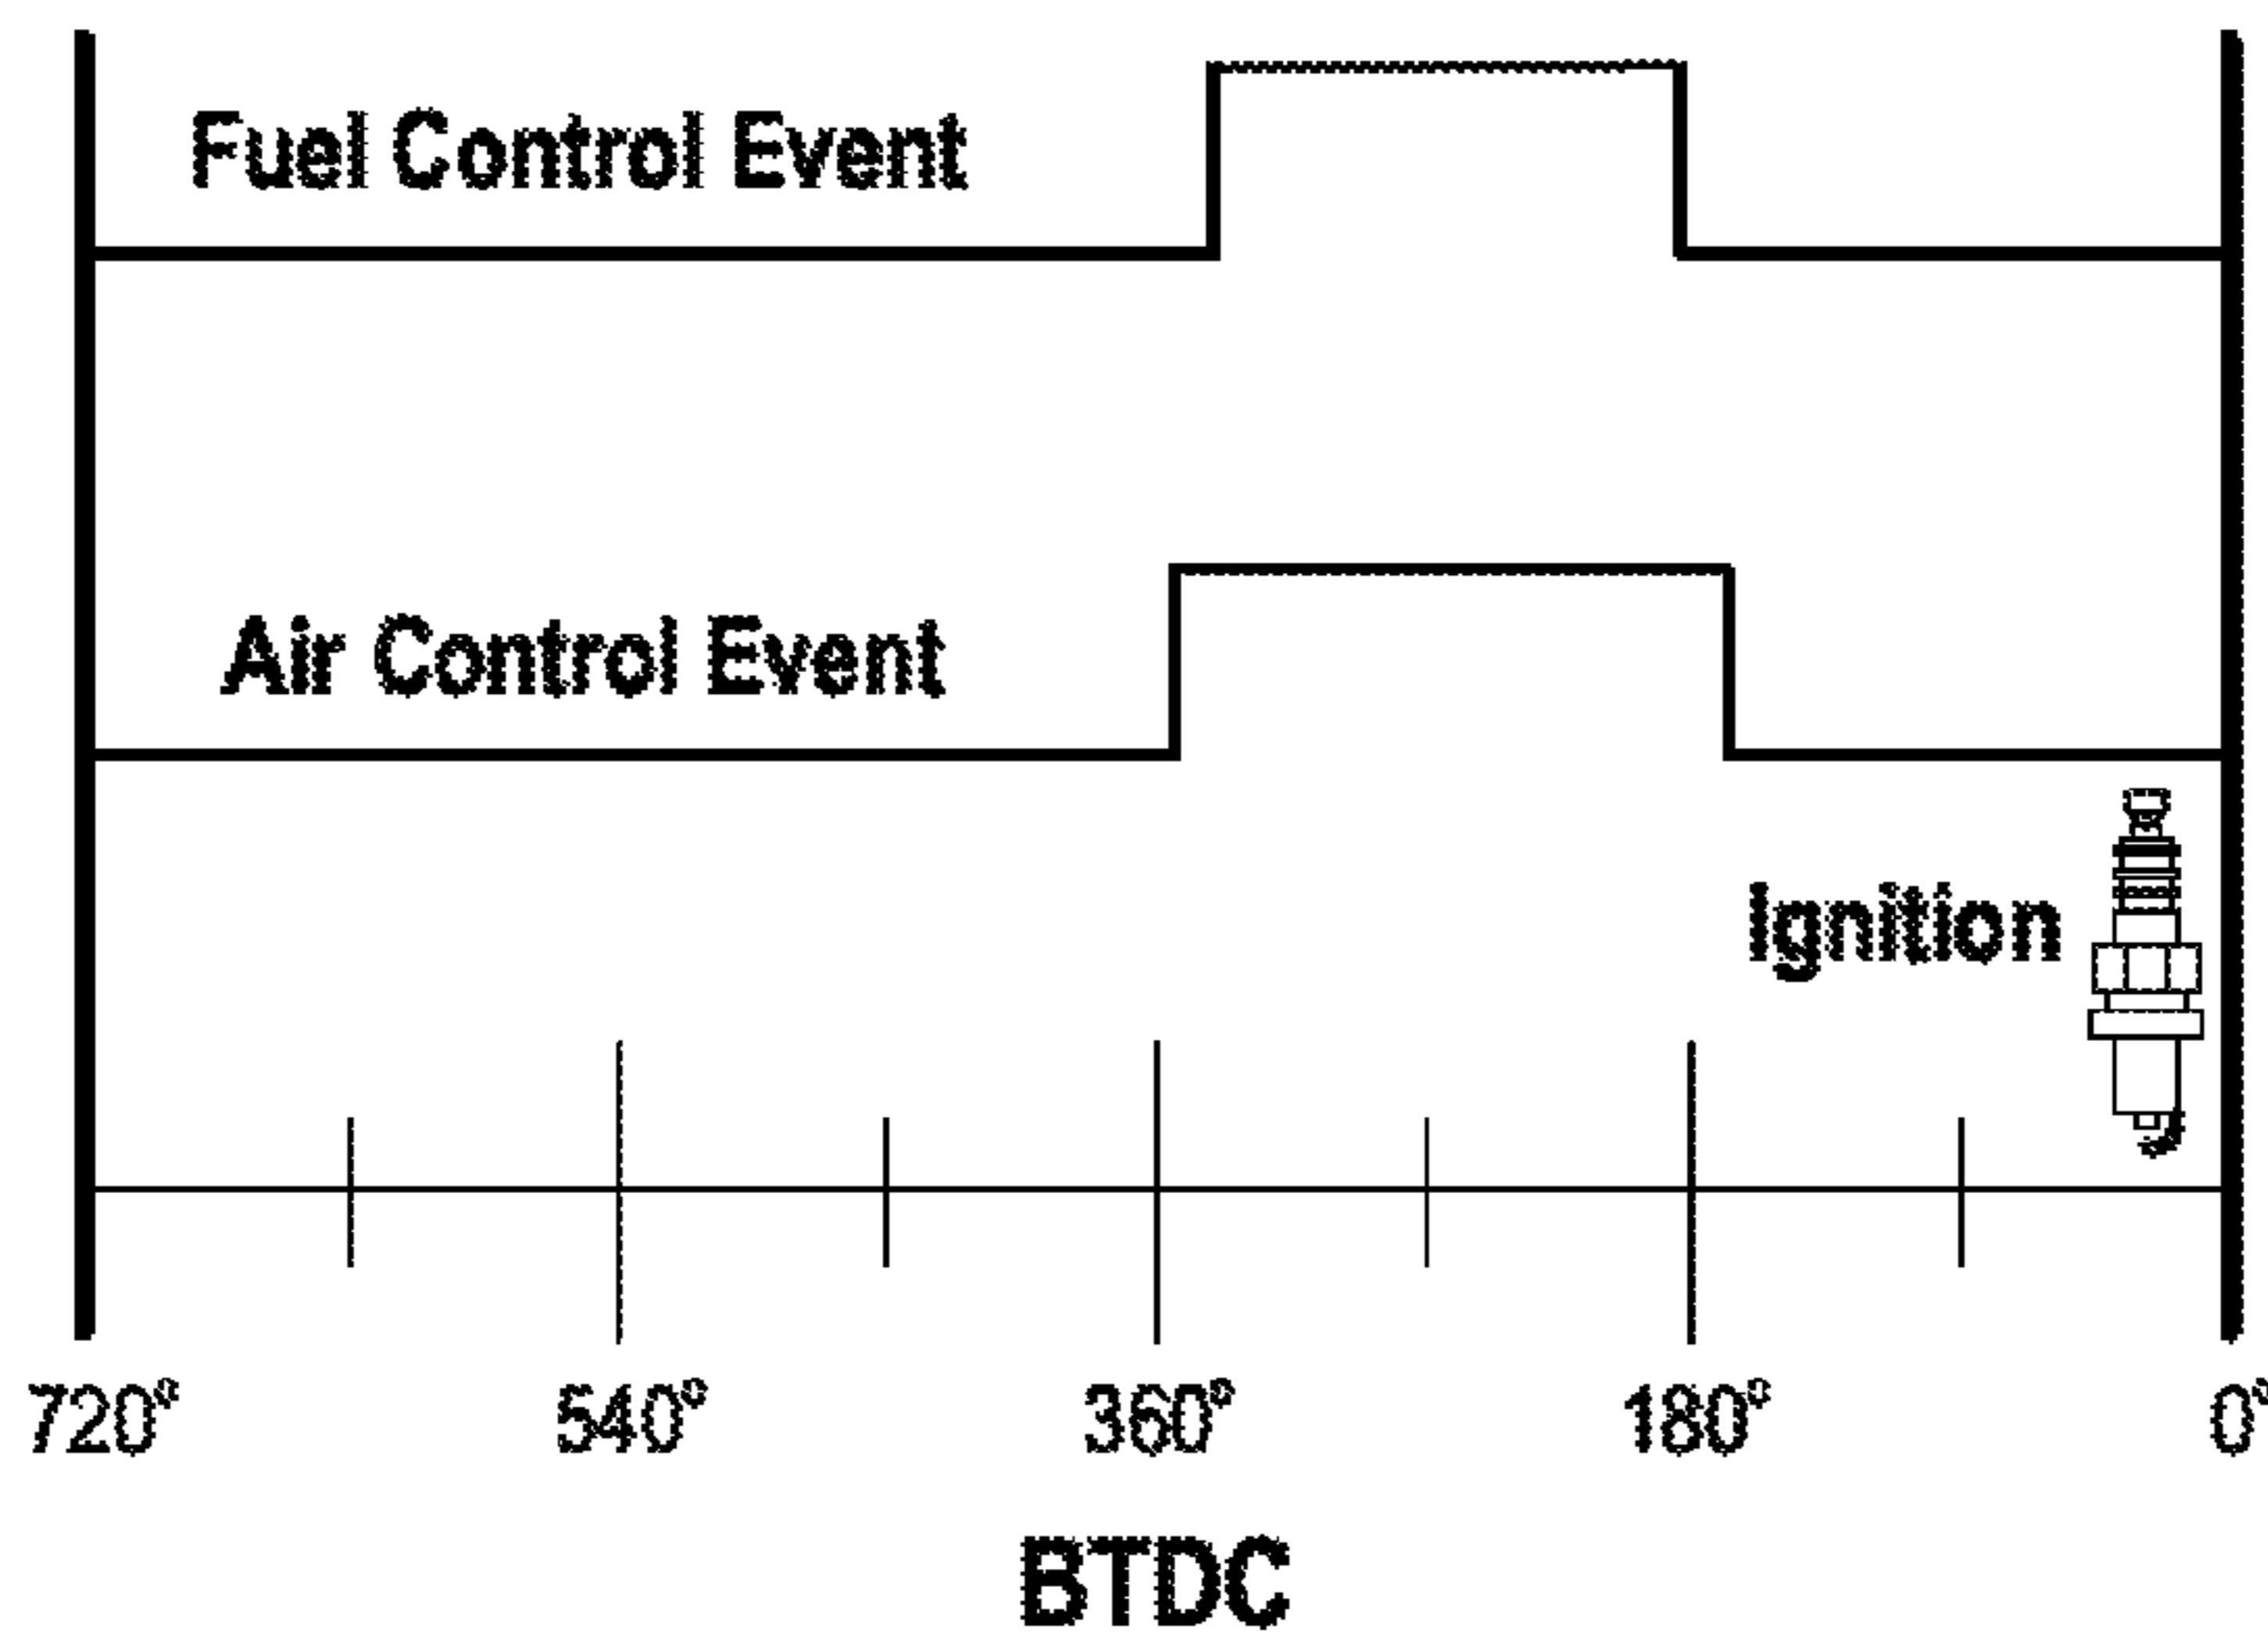 Fuel Control Event
Air Control Event
Ignition
720° 540° 360° 180° 0°
BTDC